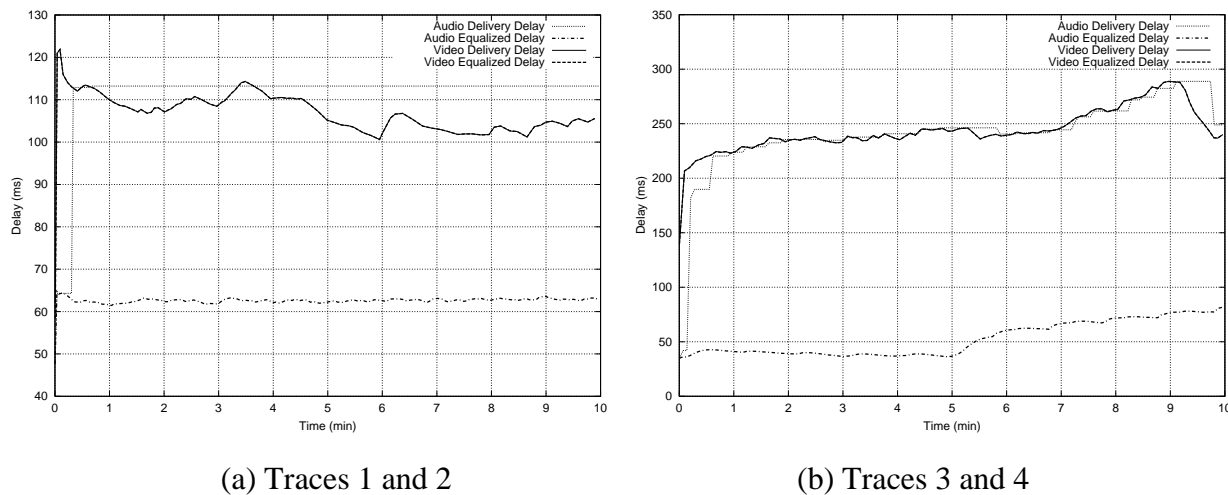 130
120
110
100
90
80
70
60
50
40
Delay (ms)
0 1 2 3 4 5 6 7 8 9 10
Time (min)
Audio Delivery Delay
Audio Equalized Delay
Video Delivery Delay
Video Equalized Delay
(a) Traces 1 and 2
350
300
250
200
150
100
50
0
Delay (ms)
0 1 2 3 4 5 6 7 8 9 10
Time (min)
Audio Delivery Delay
Audio Equalized Delay
Video Delivery Delay
Video Equalized Delay
(b) Traces 3 and 4